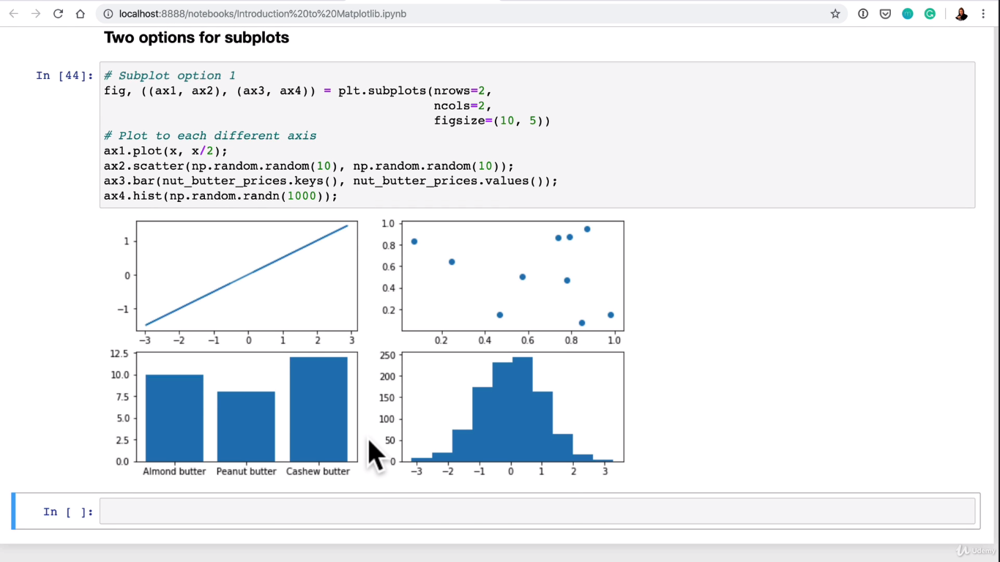 localhost:8888/notebooks/Introduction%20to%20Matplotlib.ipynb
Two options for subplots
In [44]:
# Subplot option 1
fig, ((ax1, ax2), (ax3, ax4)) = plt.subplots(nrows=2,
ncols=2,
figsize=(10, 5))
# Plot to each different axis
ax1.plot(x, x/2);
ax2.scatter(np.random.random(10), np.random.random(10));
ax3.bar(nut_butter_prices.keys(), nut_butter_prices.values());
ax4.hist(np.random.randn(1000));
1
0
−1
−3 −2 −1 0 1 2 3
1.0
0.8
0.6
0.4
0.2
0.2 0.4 0.6 0.8 1.0
12.5
10.0
7.5
5.0
2.5
0.0
Almond butter Peanut butter Cashew butter
250
200
150
100
50
0
−3 −2 −1 0 1 2 3
In [ ]:
Udemy